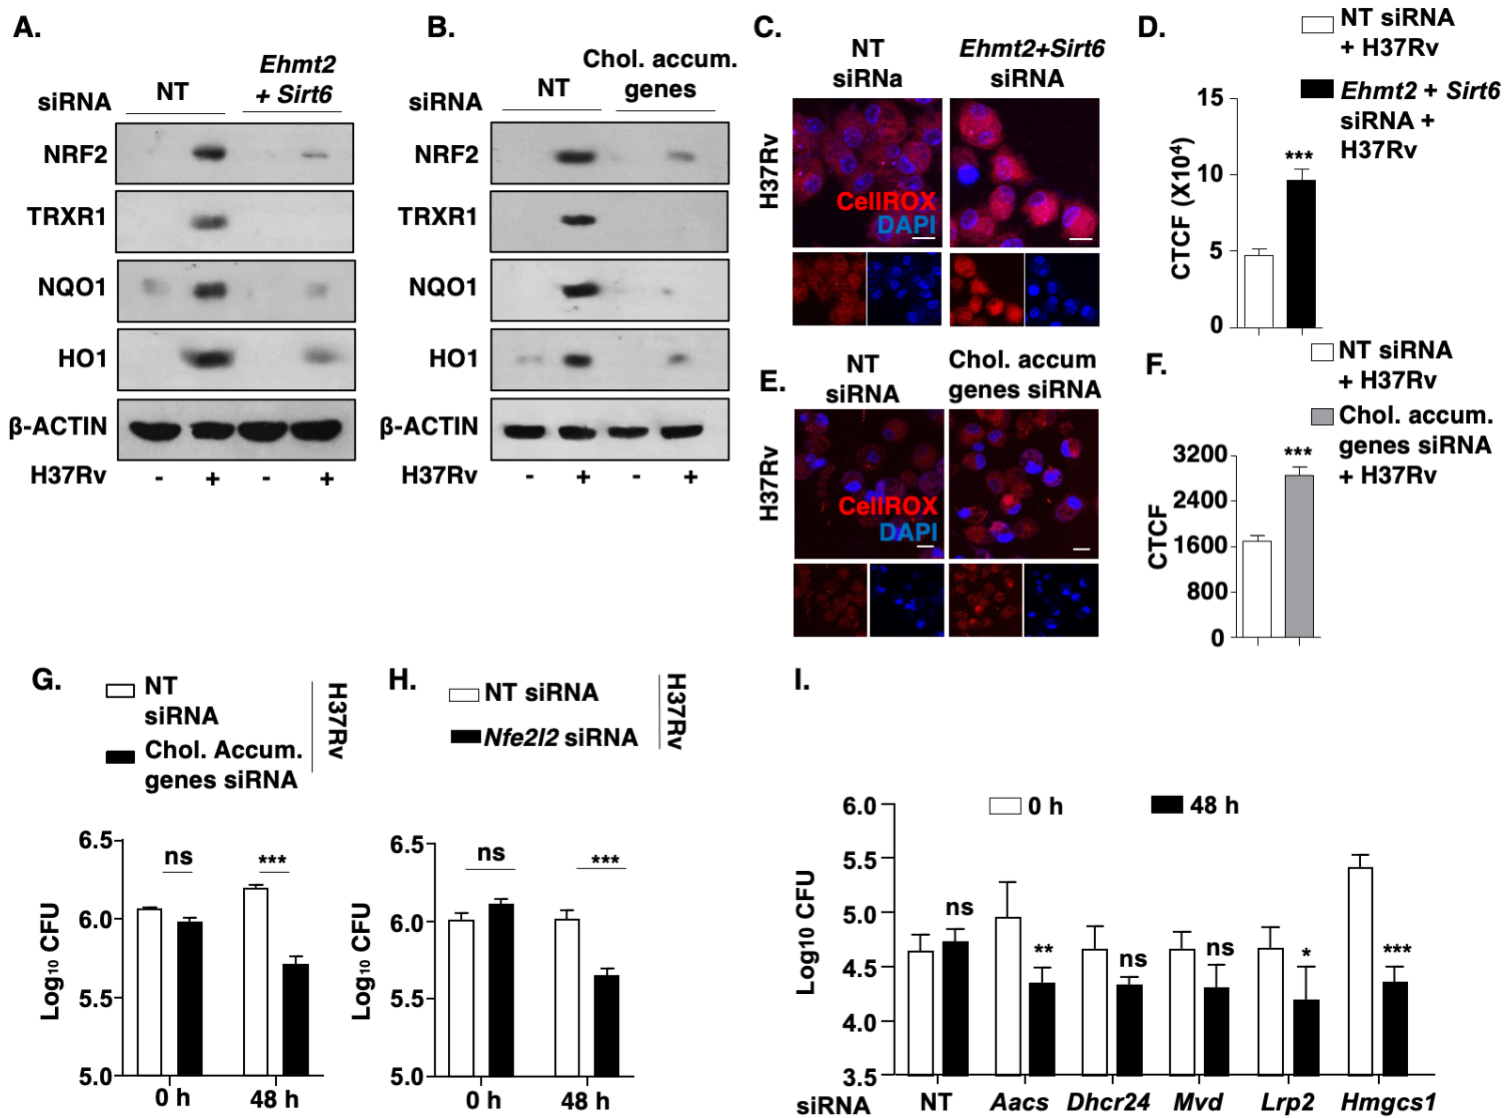 A.
siRNA
NT
Ehmt2
+ Sirt6
NRF2
TRXR1
NQO1
HO1
β-ACTIN
H37Rv
- + - +
B.
siRNA
NT
Chol. accum.
genes
NRF2
TRXR1
NQO1
HO1
β-ACTIN
H37Rv
- + - +
C.
NT
siRNa
Ehmt2+Sirt6
siRNA
H37Rv
CellROX
DAPI
D.
NT siRNA
+ H37Rv
Ehmt2 + Sirt6
siRNA +
H37Rv
CTCF (X10⁴)
15
10
5
0
***
E.
NT
siRNA
Chol. accum
genes siRNA
H37Rv
CellROX
DAPI
F.
NT siRNA
+ H37Rv
Chol. accum.
genes siRNA
+ H37Rv
CTCF
3200
2400
1600
800
0
***
G.
NT
siRNA
Chol. Accum.
genes siRNA
H37Rv
Log₁₀ CFU
6.5
6.0
5.5
5.0
ns
***
0 h
48 h
H.
NT siRNA
Nfe2l2 siRNA
H37Rv
Log₁₀ CFU
6.5
6.0
5.5
5.0
ns
***
0 h
48 h
I.
0 h
48 h
Log₁₀ CFU
6.0
5.5
5.0
4.5
4.0
3.5
ns
**
ns
ns
*
***
siRNA
NT
Aacs
Dhcr24
Mvd
Lrp2
Hmgcs1